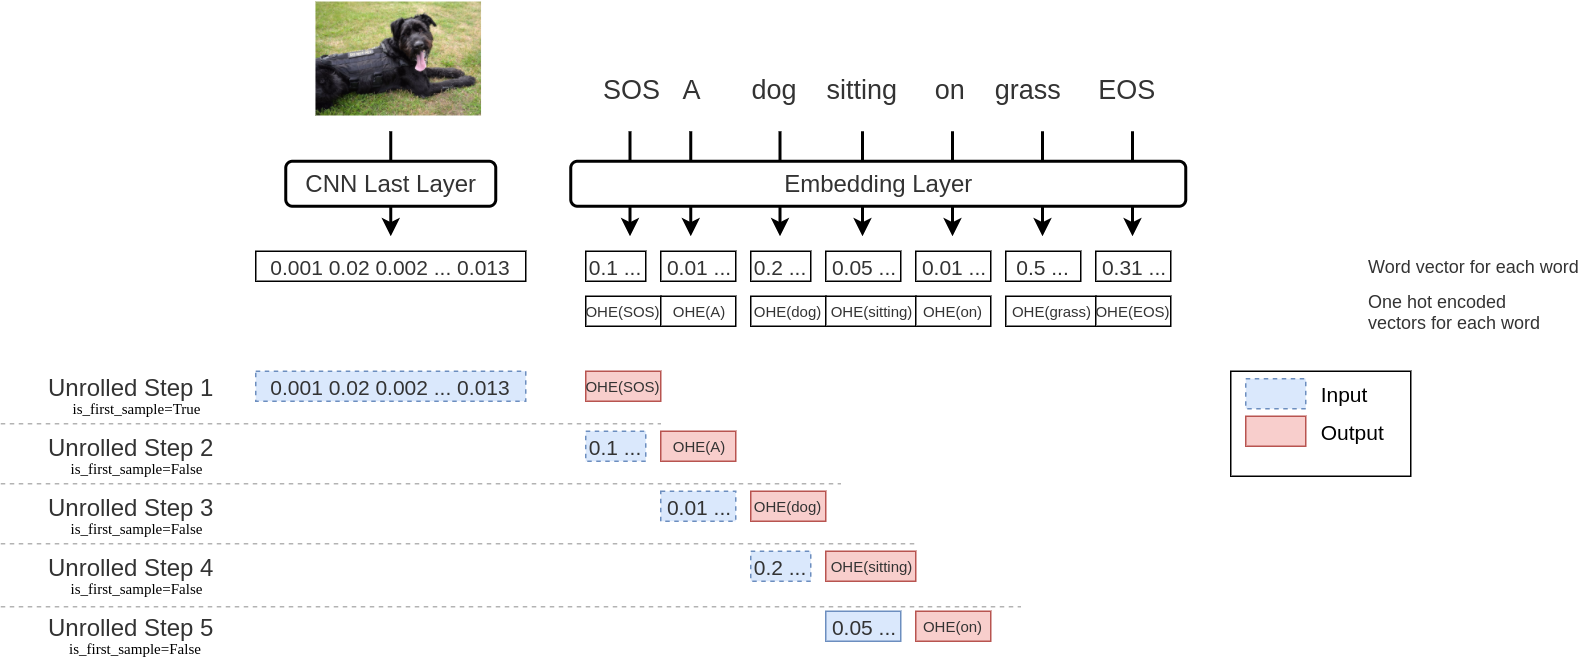 SOS A dog sitting on grass EOS
CNN Last Layer
Embedding Layer
0.001 0.02 0.002 ... 0.013
0.1 ...
0.01 ...
0.2 ...
0.05 ...
0.01 ...
0.5 ...
0.31 ...
Word vector for each word
OHE(SOS)
OHE(A)
OHE(dog)
OHE(sitting)
OHE(on)
OHE(grass)
OHE(EOS)
One hot encoded
vectors for each word
Unrolled Step 1
is_first_sample=True
0.001 0.02 0.002 ... 0.013
OHE(SOS)
Input
Output
Unrolled Step 2
is_first_sample=False
0.1 ...
OHE(A)
Unrolled Step 3
is_first_sample=False
0.01 ...
OHE(dog)
Unrolled Step 4
is_first_sample=False
0.2 ...
OHE(sitting)
Unrolled Step 5
is_first_sample=False
0.05 ...
OHE(on)